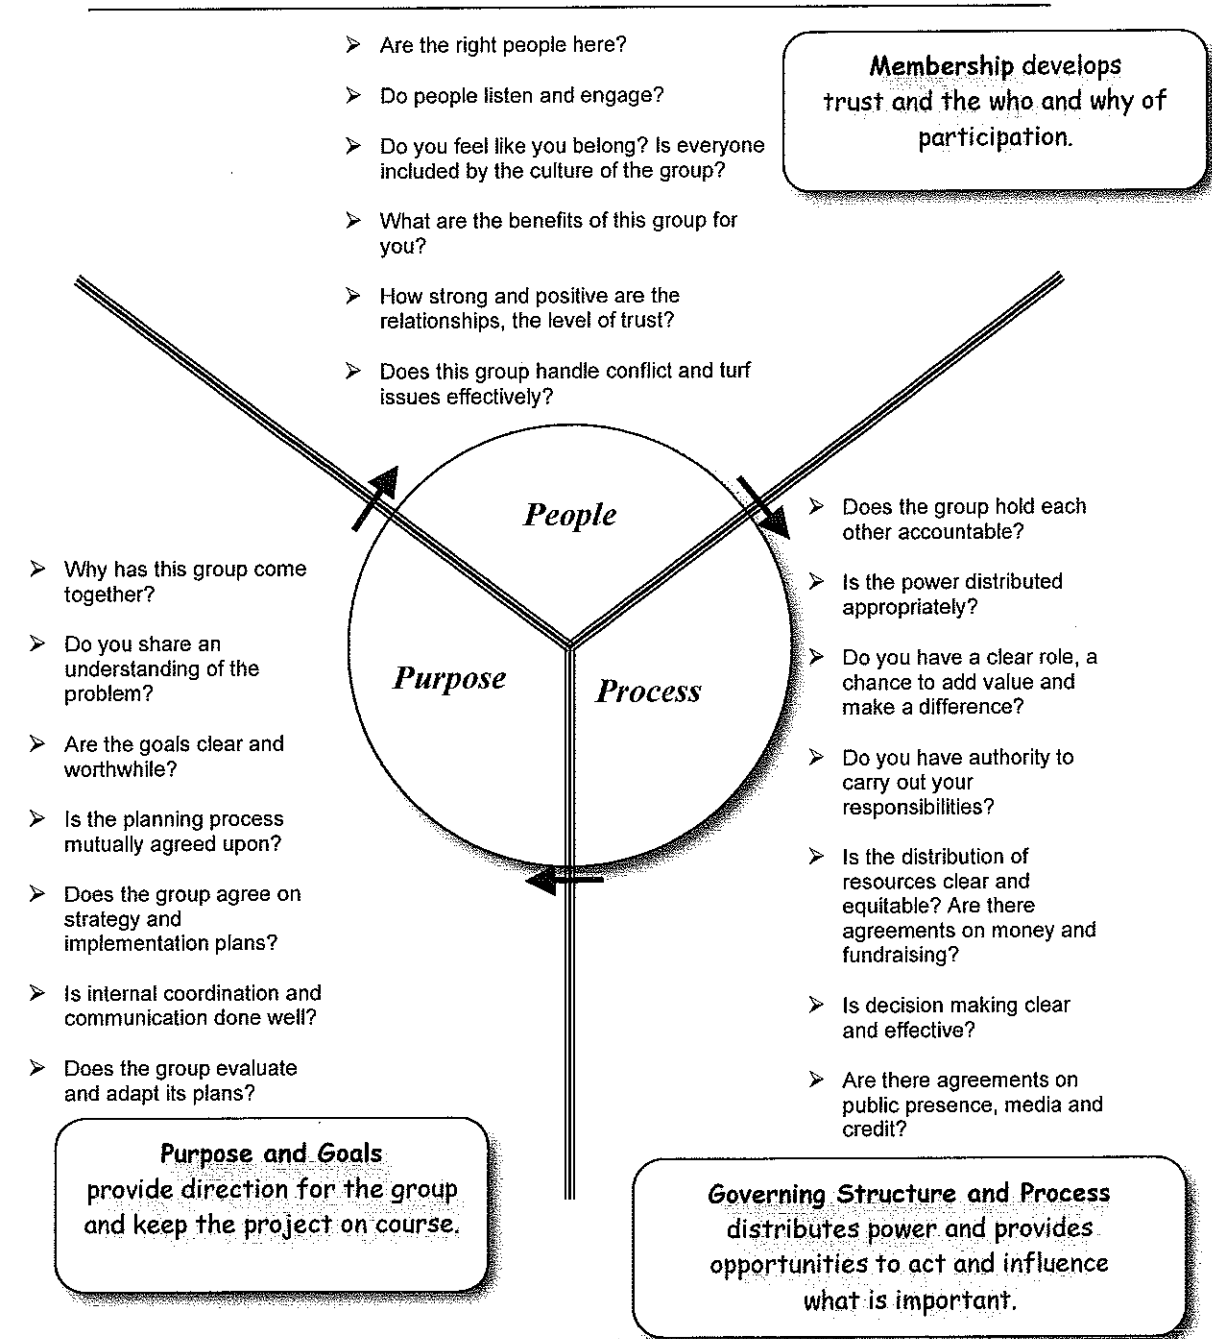 ➢ Are the right people here?
➢ Do people listen and engage?
➢ Do you feel like you belong? Is everyone
included by the culture of the group?
➢ What are the benefits of this group for
you?
➢ How strong and positive are the
relationships, the level of trust?
➢ Does this group handle conflict and turf
issues effectively?
Membership develops
trust and the who and why of
participation.
People
Purpose
Process
➢ Why has this group come
together?
➢ Do you share an
understanding of the
problem?
➢ Are the goals clear and
worthwhile?
➢ Is the planning process
mutually agreed upon?
➢ Does the group agree on
strategy and
implementation plans?
➢ Is internal coordination and
communication done well?
➢ Does the group evaluate
and adapt its plans?
Purpose and Goals
provide direction for the group
and keep the project on course.
➢ Does the group hold each
other accountable?
➢ Is the power distributed
appropriately?
➢ Do you have a clear role, a
chance to add value and
make a difference?
➢ Do you have authority to
carry out your
responsibilities?
➢ Is the distribution of
resources clear and
equitable? Are there
agreements on money and
fundraising?
➢ Is decision making clear
and effective?
➢ Are there agreements on
public presence, media and
credit?
Governing Structure and Process
distributes power and provides
opportunities to act and influence
what is important.